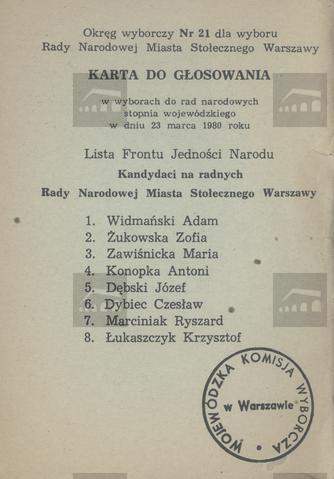 Okręg wyborczy Nr 21 dla wyboru
Rady Narodowej Miasta Stołecznego Warszawy
KARTA DO GŁOSOWANIA
w wyborach do rad narodowych
stopnia wojewódzkiego
w dniu 23 marca 1980 roku
Lista Frontu Jedności Narodu
Kandydaci na radnych
Rady Narodowej Miasta Stołecznego Warszawy
1. Widmański Adam
2. Żukowska Zofia
3. Zawiśnicka Maria
4. Konopka Antoni
5. Dębski Józef
6. Dybiec Czesław
7. Marciniak Ryszard
8. Łukaszczyk Krzysztof
WOJEWÓDZKA KOMISJA WYBORCZA
w Warszawie